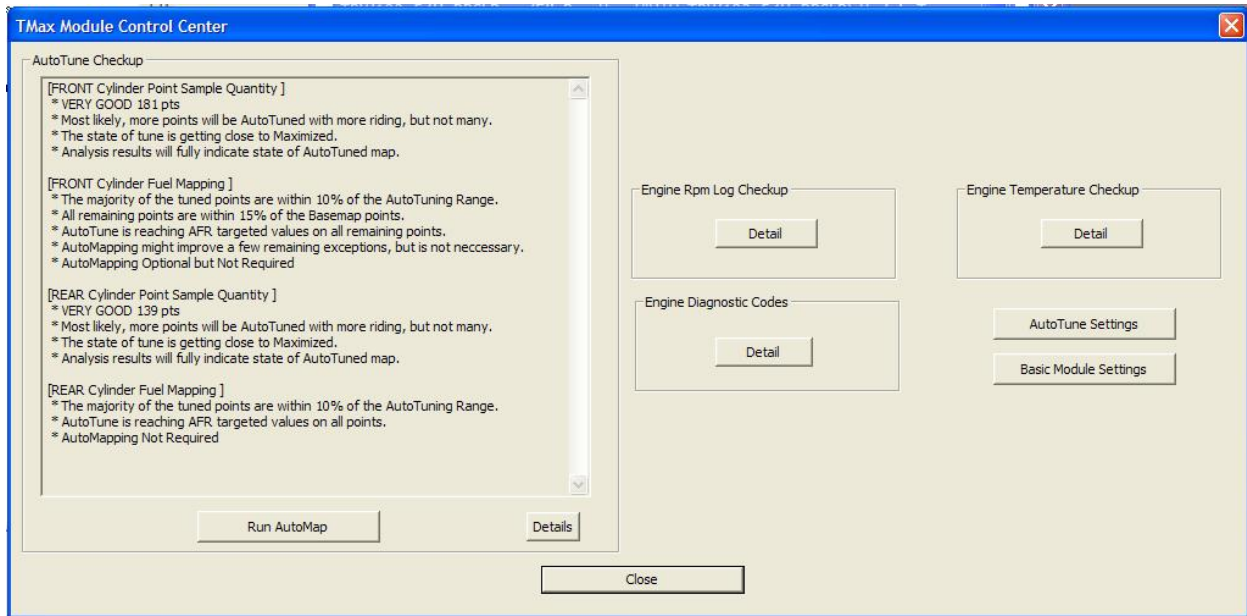 TMax Module Control Center
AutoTune Checkup
[FRONT Cylinder Point Sample Quantity ]
* VERY GOOD 181 pts
* Most likely, more points will be AutoTuned with more riding, but not many.
* The state of tune is getting close to Maximized.
* Analysis results will fully indicate state of AutoTuned map.
[FRONT Cylinder Fuel Mapping ]
* The majority of the tuned points are within 10% of the AutoTuning Range.
* All remaining points are within 15% of the Basemap points.
* AutoTune is reaching AFR targeted values on all remaining points.
* AutoMapping might improve a few remaining exceptions, but is not neccessary.
* AutoMapping Optional but Not Required
[REAR Cylinder Point Sample Quantity ]
* VERY GOOD 139 pts
* Most likely, more points will be AutoTuned with more riding, but not many.
* The state of tune is getting close to Maximized.
* Analysis results will fully indicate state of AutoTuned map.
[REAR Cylinder Fuel Mapping ]
* The majority of the tuned points are within 10% of the AutoTuning Range.
* AutoTune is reaching AFR targeted values on all points.
* AutoMapping Not Required
Run AutoMap
Details
Engine Rpm Log Checkup
Detail
Engine Temperature Checkup
Detail
Engine Diagnostic Codes
Detail
AutoTune Settings
Basic Module Settings
Close